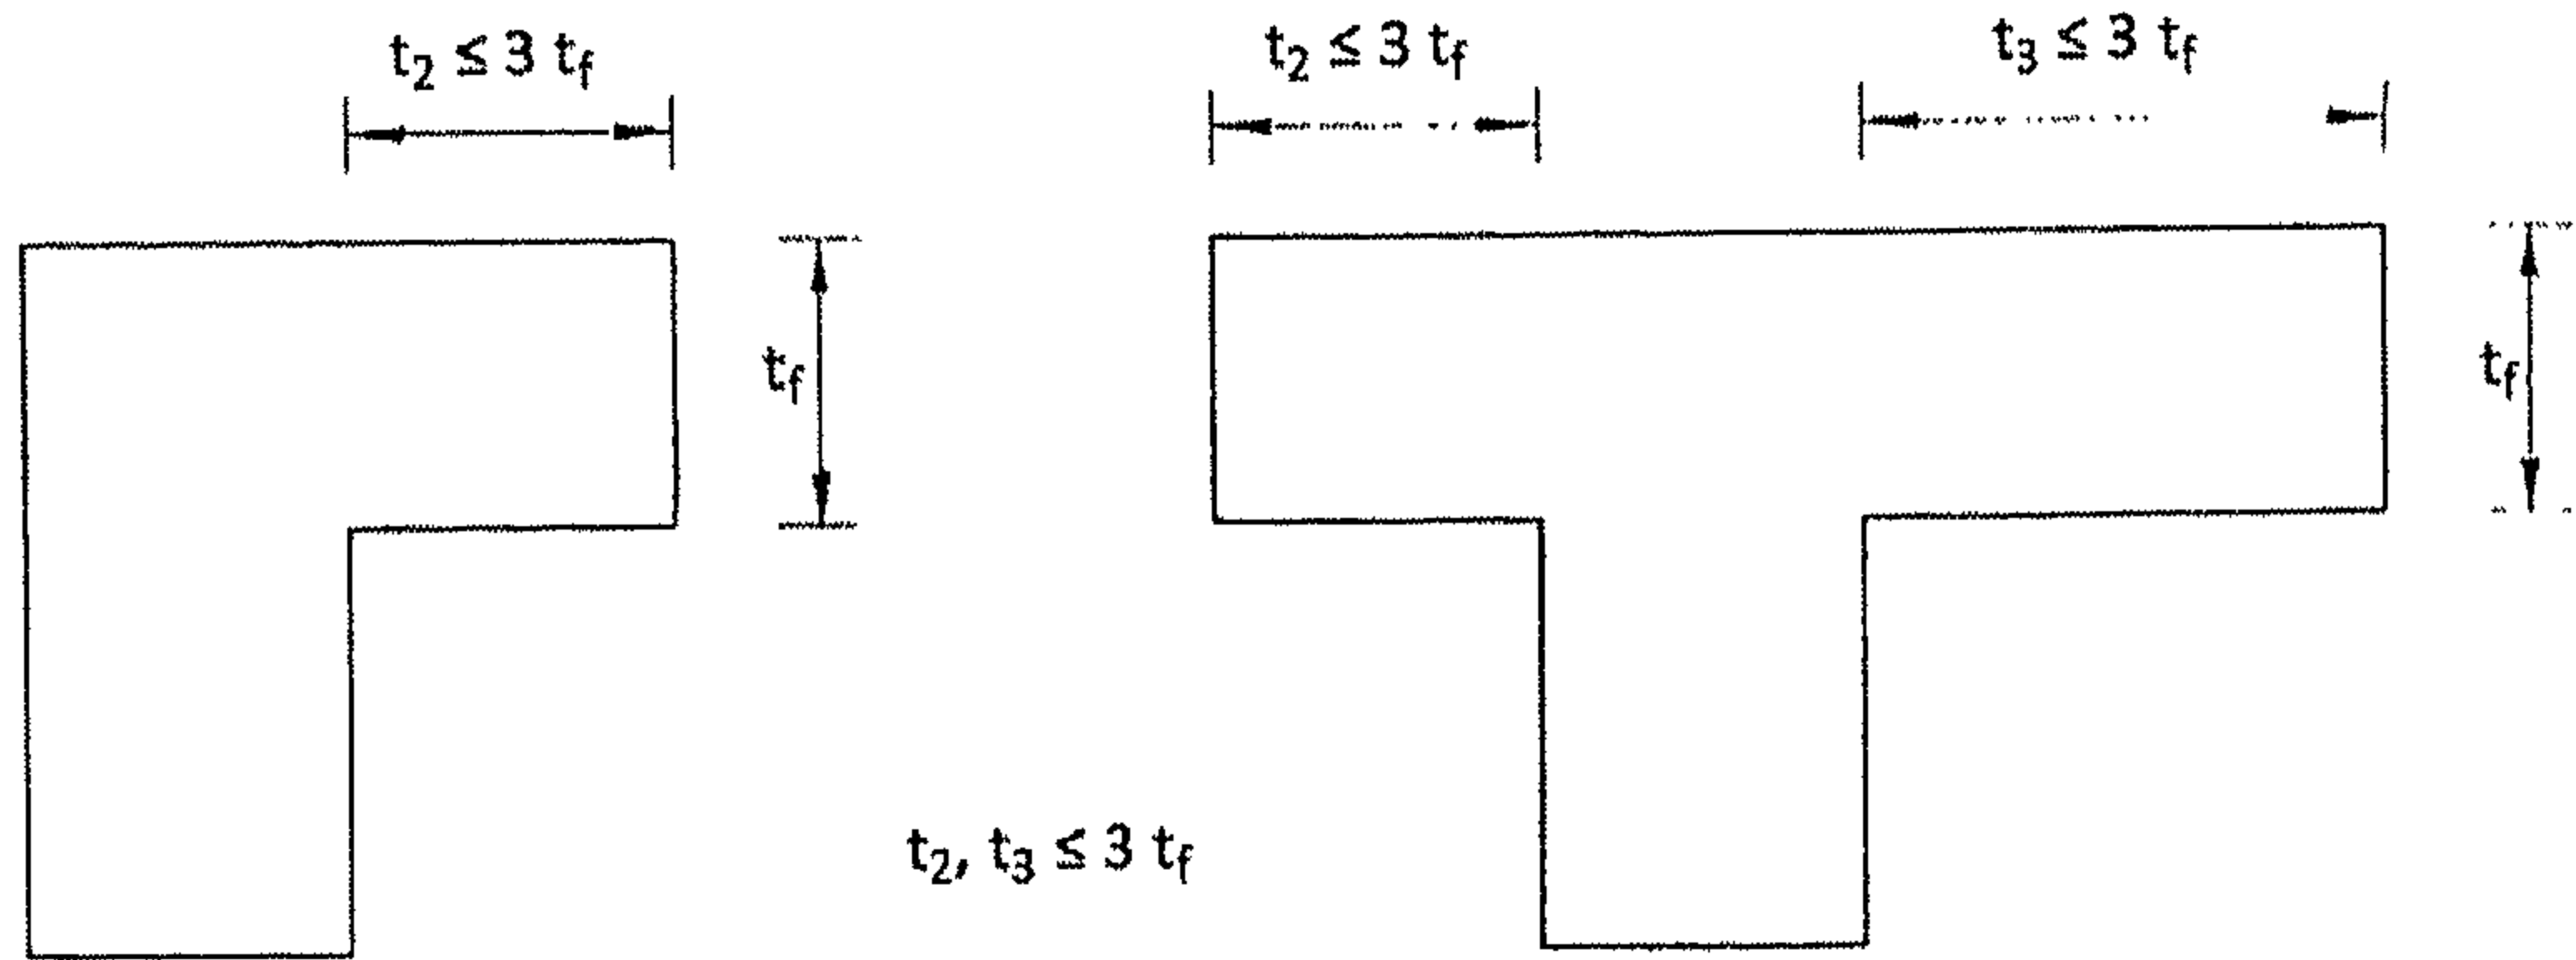 t₂ ≤ 3 t_f
t₂ ≤ 3 t_f
t₃ ≤ 3 t_f
t_f
t_f
t₂, t₃ ≤ 3 t_f